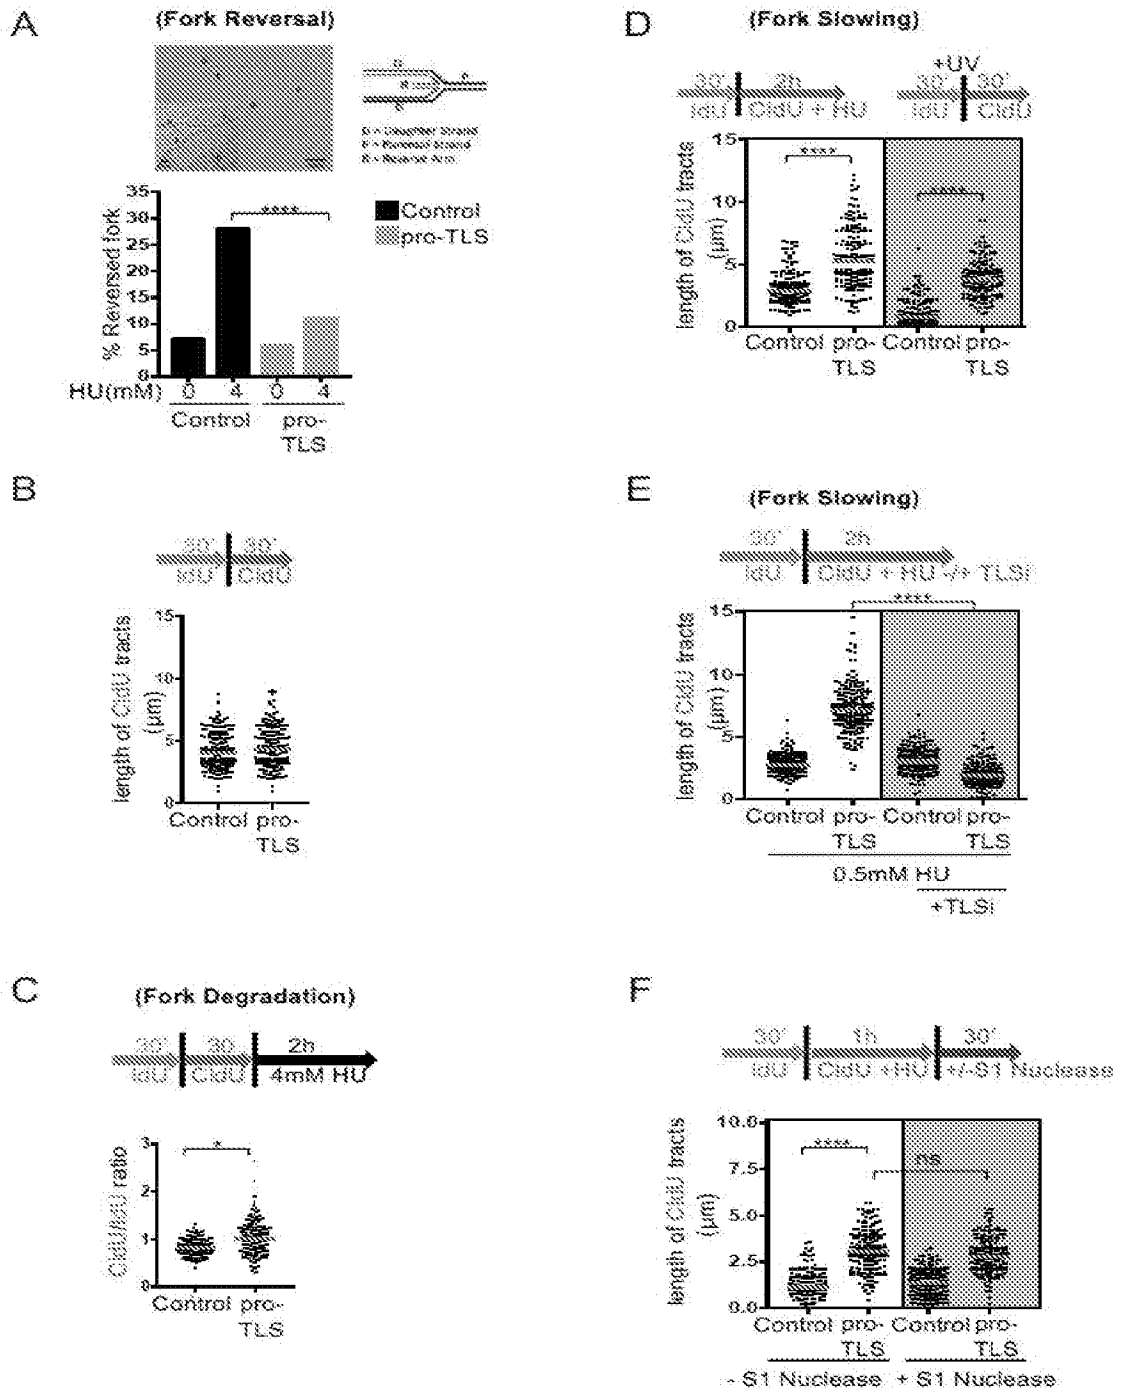 A
(Fork Reversal)
D
P
R
D
D = Daughter Strand
P = Parental Strand
R = Reverse Arm
35
30
25
20
15
10
5
0
% Reversed fork
****
Control
pro-TLS
HU(mM)
0
4
0
4
Control
pro-
TLS
B
30'
30'
IdU
CldU
15
10
5
0
length of CldU tracts
(µm)
Control
pro-
TLS
C
(Fork Degradation)
30'
30
2h
IdU
CldU
4mM HU
3
2
1
0
CldU/IdU ratio
*
Control
pro-
TLS
D
(Fork Slowing)
30'
2h
IdU
CldU + HU
+UV
30'
30'
IdU
CldU
15
10
5
0
length of CldU tracts
(µm)
****
****
Control
pro-
TLS
Control
pro-
TLS
E
(Fork Slowing)
30'
2h
IdU
CldU + HU -/+ TLSi
****
15
10
5
0
length of CldU tracts
(µm)
Control
pro-
TLS
Control
pro-
TLS
0.5mM HU
+TLSi
F
30'
1h
30'
IdU
CldU +HU
+/-S1 Nuclease
10.0
7.5
5.0
2.5
0.0
length of CldU tracts
(µm)
****
ns
Control
pro-
TLS
Control
pro-
TLS
- S1 Nuclease
+ S1 Nuclease